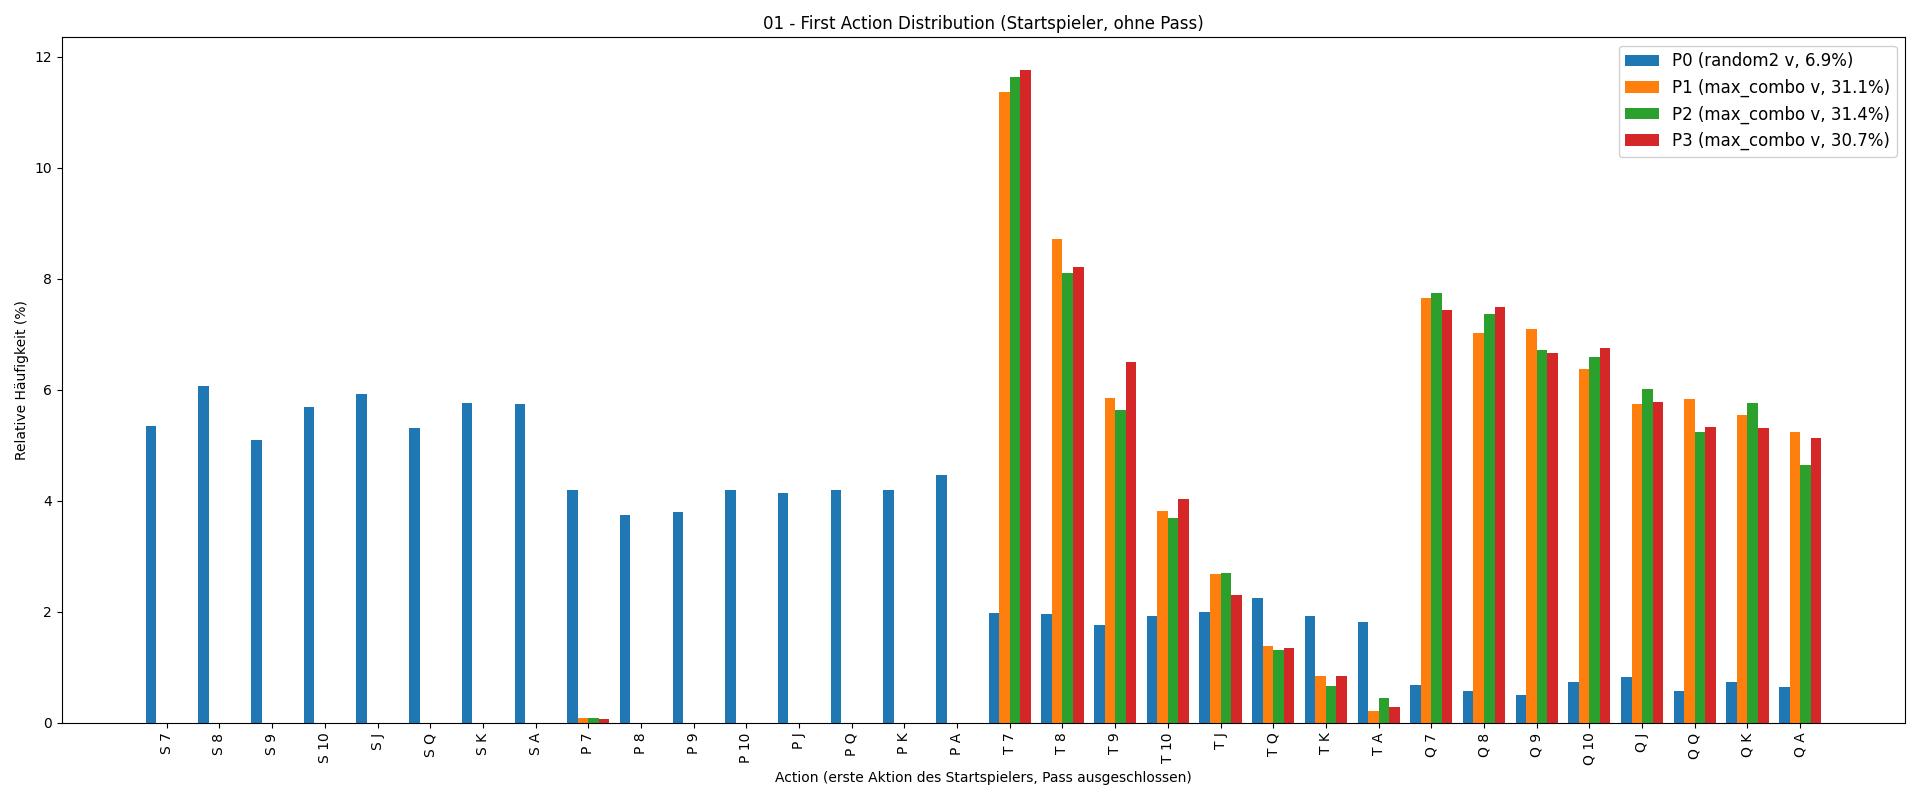 01 - First Action Distribution (Startspieler, ohne Pass)
P0 (random2 v, 6.9%)
P1 (max_combo v, 31.1%)
P2 (max_combo v, 31.4%)
P3 (max_combo v, 30.7%)
Relative Häufigkeit (%)
12
10
8
6
4
2
0
S 7
S 8
S 9
S 10
S J
S Q
S K
S A
P 7
P 8
P 9
P 10
P J
P Q
P K
P A
T 7
T 8
T 9
T 10
T J
T Q
T K
T A
Q 7
Q 8
Q 9
Q 10
Q J
Q Q
Q K
Q A
Action (erste Aktion des Startspielers, Pass ausgeschlossen)